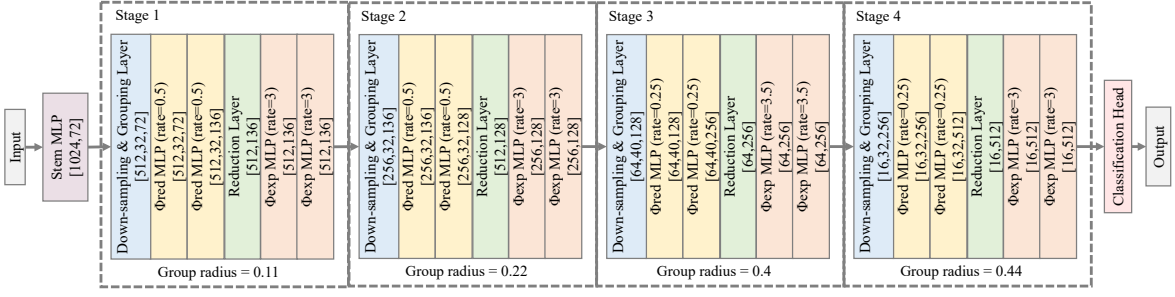 Input
Stem MLP
[1024,72]
Stage 1
Down-sampling & Grouping Layer
[512,32,72]
Φred MLP (rate=0.5)
[512,32,72]
Φred MLP (rate=0.5)
[512,32,136]
Reduction Layer
[512,136]
Φexp MLP (rate=3)
[512,136]
Φexp MLP (rate=3)
[512,136]
Group radius = 0.11
Stage 2
Down-sampling & Grouping Layer
[256,32,136]
Φred MLP (rate=0.5)
[256,32,136]
Φred MLP (rate=0.5)
[256,32,128]
Reduction Layer
[512,128]
Φexp MLP (rate=3)
[256,128]
Φexp MLP (rate=3)
[256,128]
Group radius = 0.22
Stage 3
Down-sampling & Grouping Layer
[64,40,128]
Φred MLP (rate=0.25)
[64,40,128]
Φred MLP (rate=0.25)
[64,40,256]
Reduction Layer
[64,256]
Φexp MLP (rate=3.5)
[64,256]
Φexp MLP (rate=3.5)
[64,256]
Group radius = 0.4
Stage 4
Down-sampling & Grouping Layer
[16,32,256]
Φred MLP (rate=0.25)
[16,32,256]
Φred MLP (rate=0.25)
[16,32,512]
Reduction Layer
[16,512]
Φexp MLP (rate=3)
[16,512]
Φexp MLP (rate=3)
[16,512]
Group radius = 0.44
Classification Head
Output